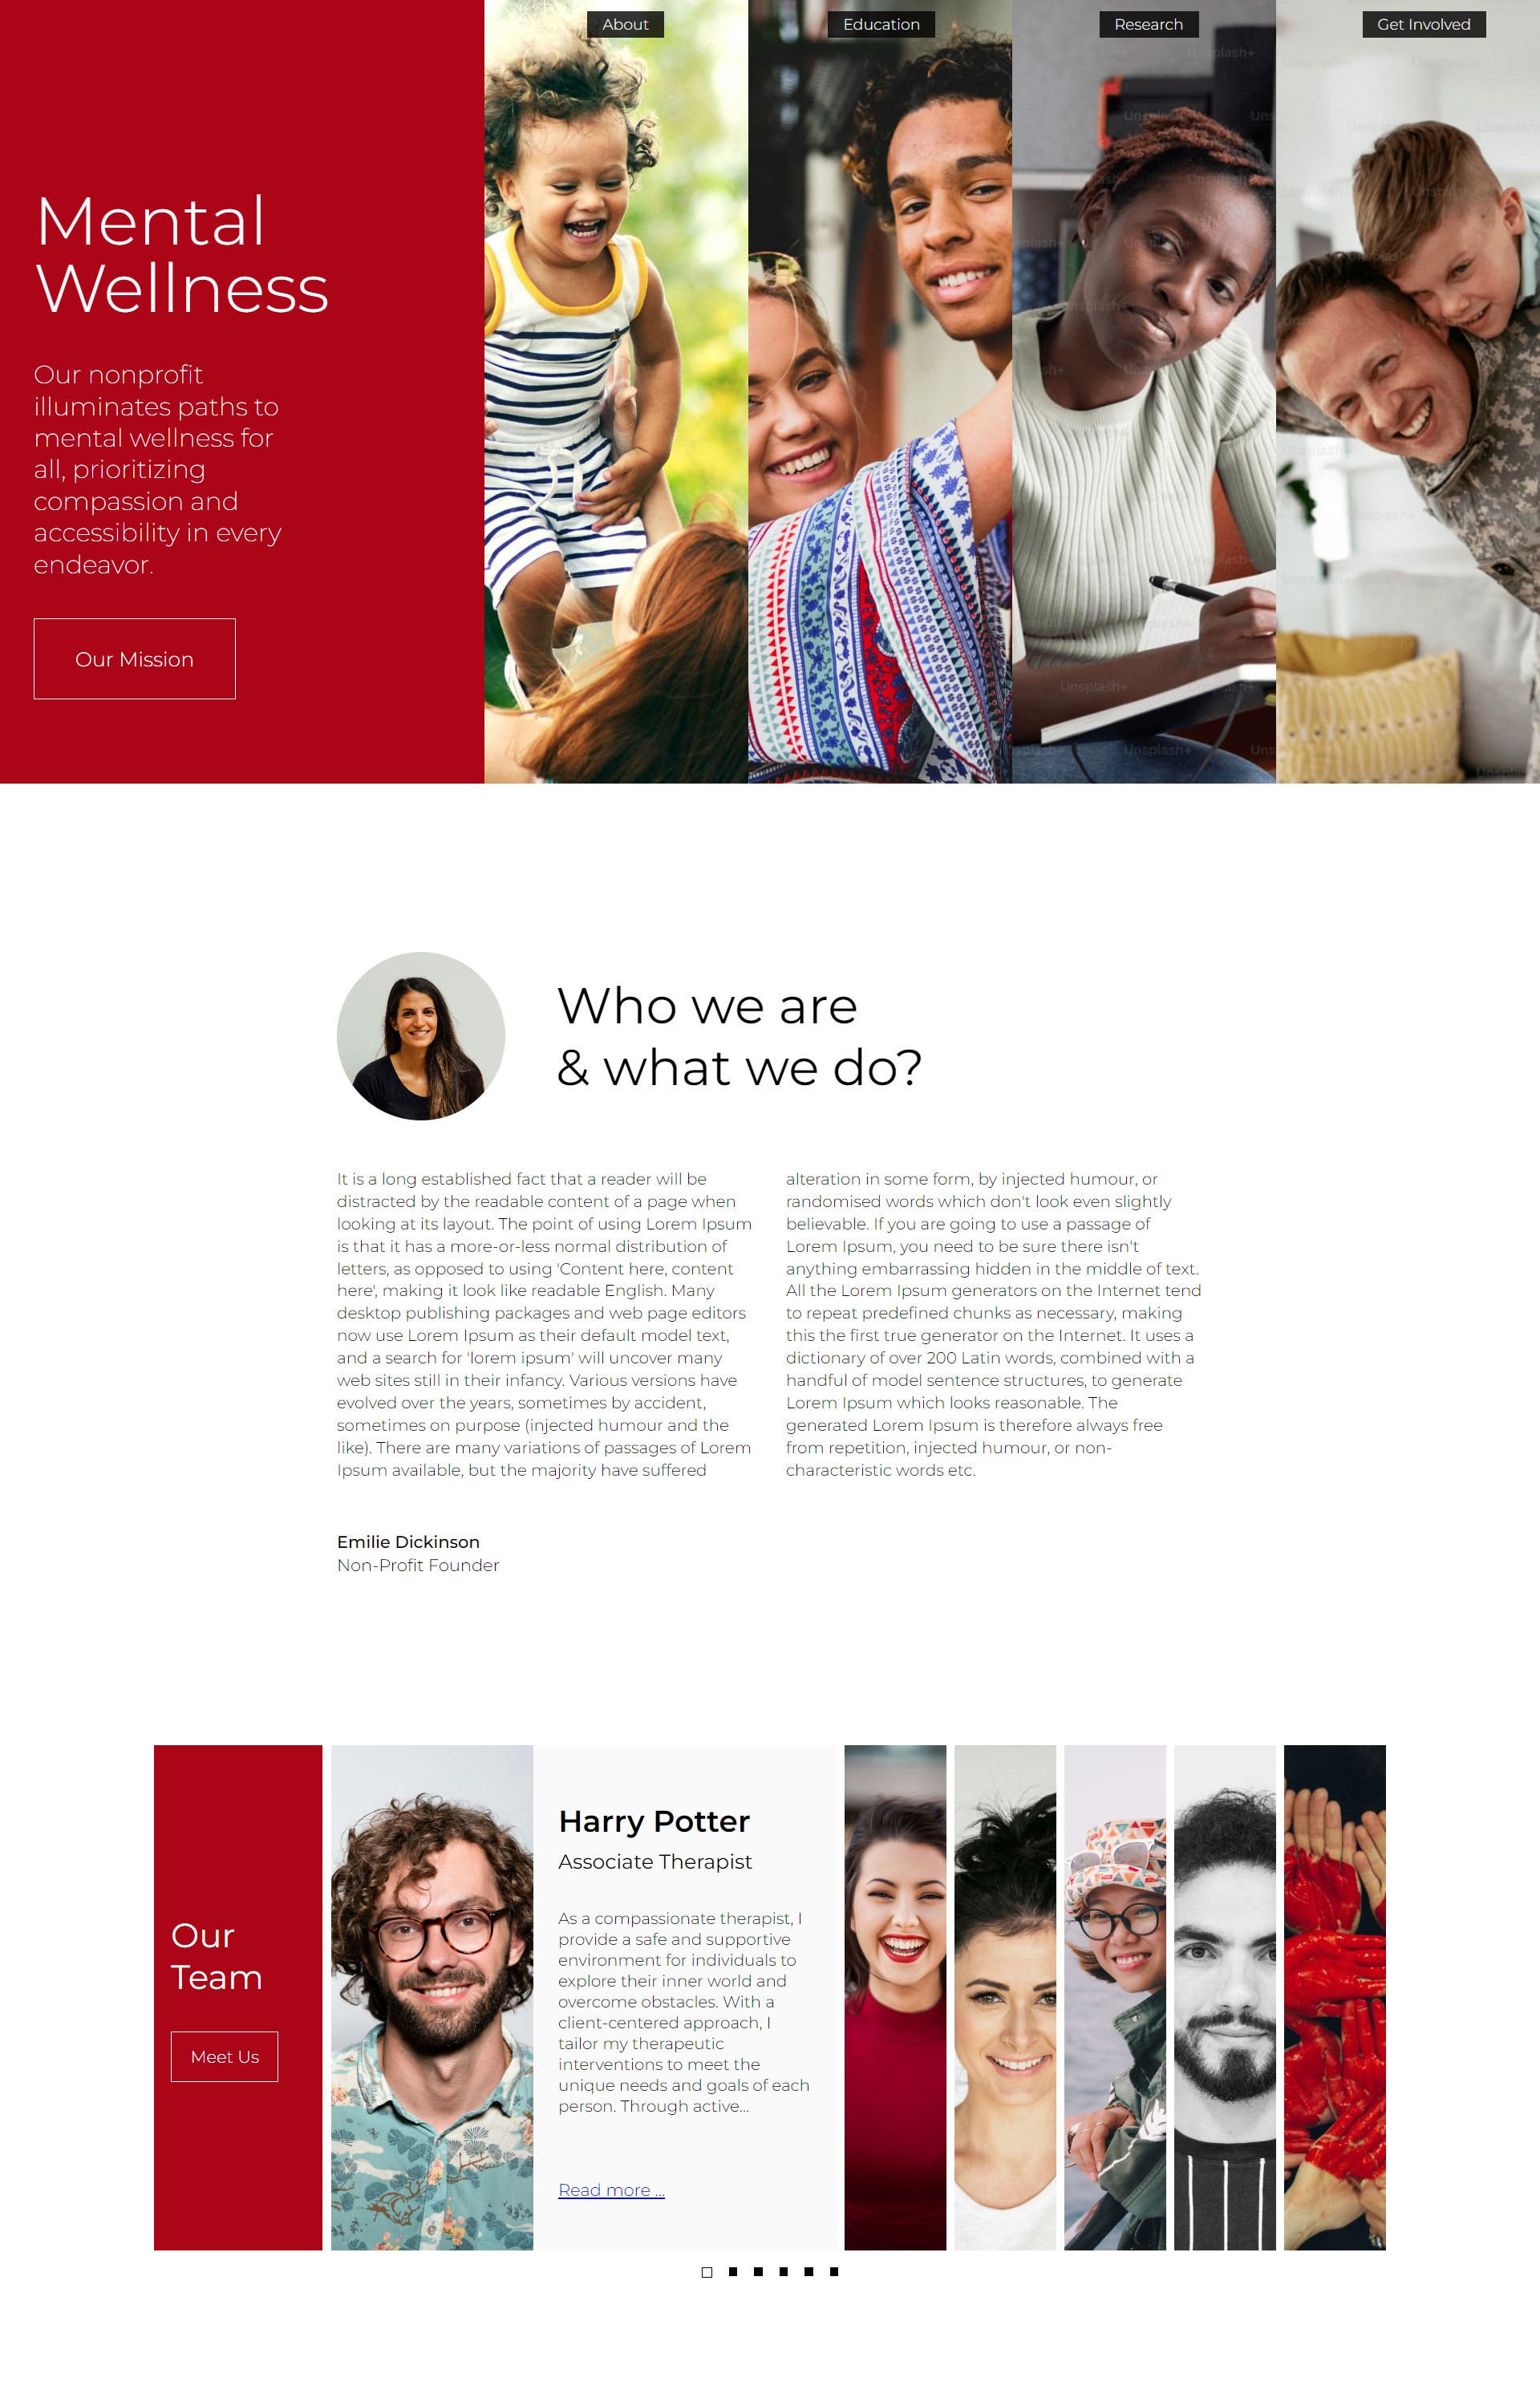 About
Education
Research
Get Involved
Mental
Wellness
Our nonprofit
illuminates paths to
mental wellness for
all, prioritizing
compassion and
accessibility in every
endeavor.
Our Mission
Unsplash+
Who we are
& what we do?
It is a long established fact that a reader will be
distracted by the readable content of a page when
looking at its layout. The point of using Lorem Ipsum
is that it has a more-or-less normal distribution of
letters, as opposed to using 'Content here, content
here', making it look like readable English. Many
desktop publishing packages and web page editors
now use Lorem Ipsum as their default model text,
and a search for 'lorem ipsum' will uncover many
web sites still in their infancy. Various versions have
evolved over the years, sometimes by accident,
sometimes on purpose (injected humour and the
like). There are many variations of passages of Lorem
Ipsum available, but the majority have suffered
alteration in some form, by injected humour, or
randomised words which don't look even slightly
believable. If you are going to use a passage of
Lorem Ipsum, you need to be sure there isn't
anything embarrassing hidden in the middle of text.
All the Lorem Ipsum generators on the Internet tend
to repeat predefined chunks as necessary, making
this the first true generator on the Internet. It uses a
dictionary of over 200 Latin words, combined with a
handful of model sentence structures, to generate
Lorem Ipsum which looks reasonable. The
generated Lorem Ipsum is therefore always free
from repetition, injected humour, or non-
characteristic words etc.
Emilie Dickinson
Non-Profit Founder
Our
Team
Meet Us
Harry Potter
Associate Therapist
As a compassionate therapist, I
provide a safe and supportive
environment for individuals to
explore their inner world and
overcome obstacles. With a
client-centered approach, I
tailor my therapeutic
interventions to meet the
unique needs and goals of each
person. Through active...
Read more ...